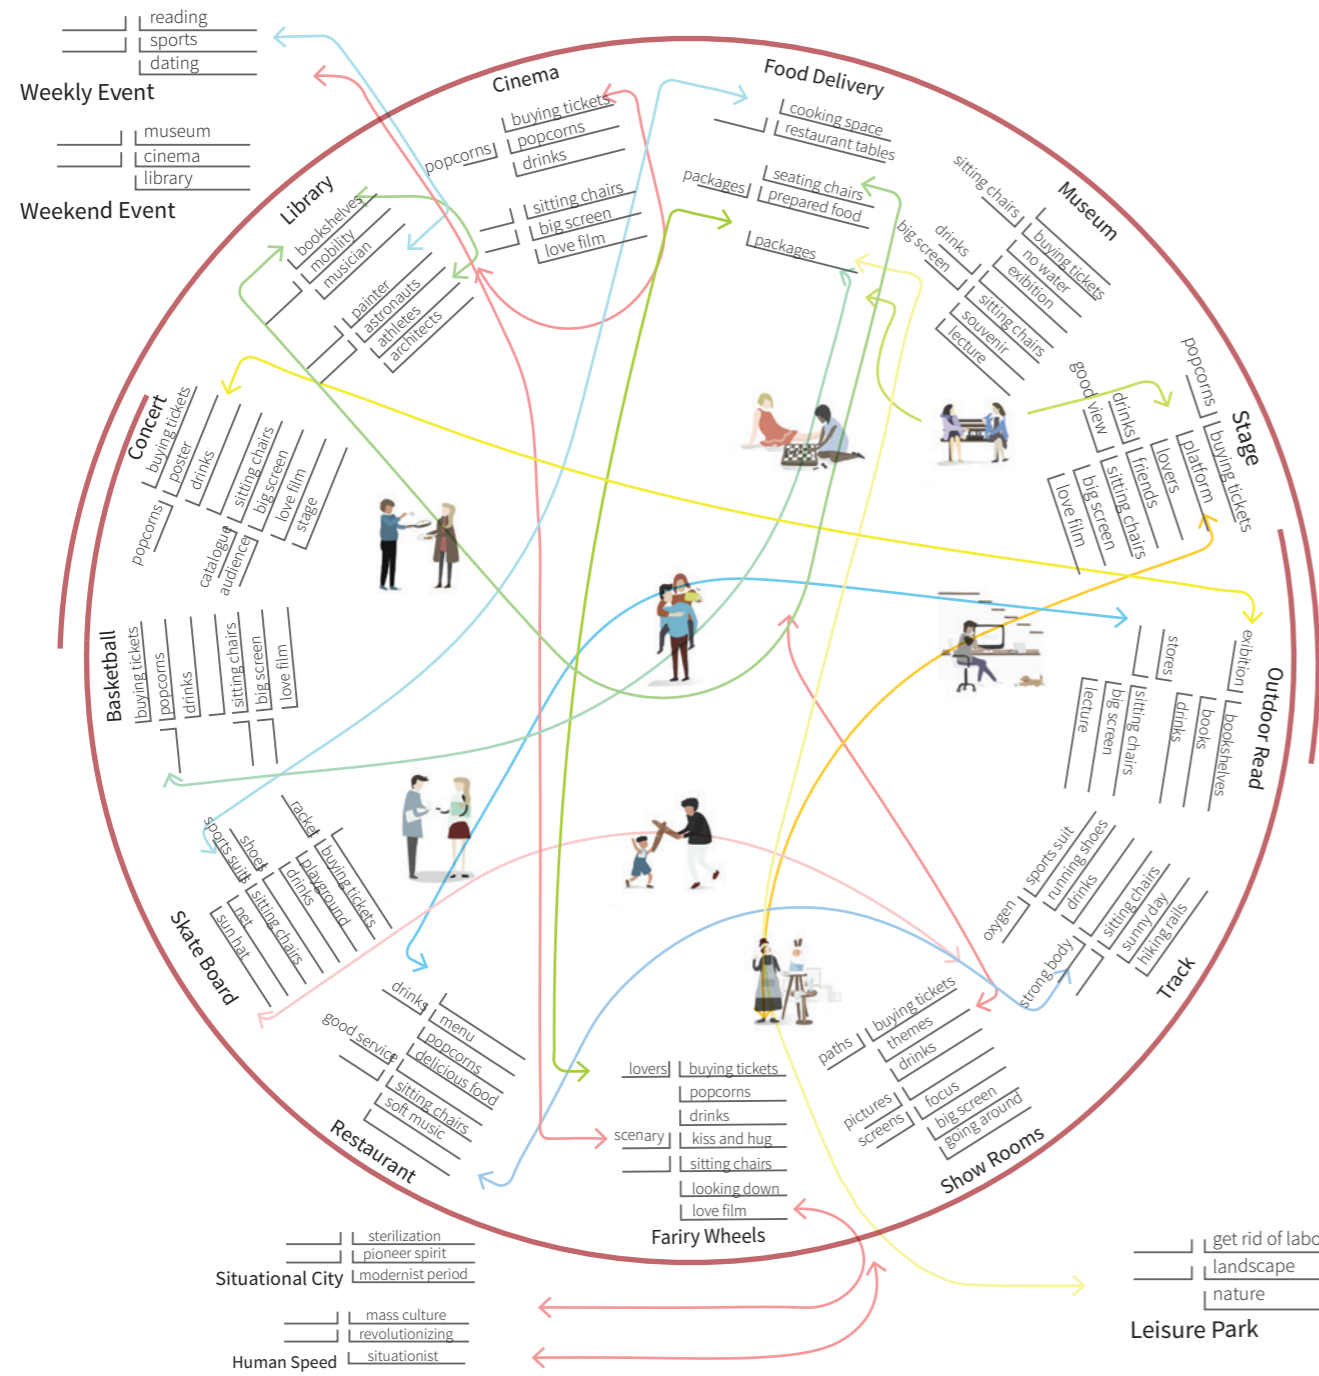 reading
sports
dating
Weekly Event
museum
cinema
library
Weekend Event
Cinema
buying tickets
popcorns
popcorns
drinks
sitting chairs
big screen
love film
Food Delivery
cooking space
restaurant tables
packages
seating chairs
prepared food
packages
Museum
sitting chairs
buying tickets
no water
drinks
exibition
big screen
sitting chairs
souvenir
lecture
Stage
popcorns
buying tickets
platform
lovers
drinks
friends
good view
sitting chairs
big screen
love film
Outdoor Read
exibition
bookshelves
books
drinks
stores
sitting chairs
big screen
lecture
Track
sports suit
running shoes
drinks
oxygen
sitting chairs
sunny day
hiking rails
strong body
Show Rooms
buying tickets
paths
themes
drinks
pictures
focus
screens
big screen
going around
Fariry Wheels
lovers
buying tickets
popcorns
drinks
scenary
kiss and hug
sitting chairs
looking down
love film
Restaurant
drinks
menu
popcorns
good service
delicious food
sitting chairs
soft music
Skate Board
racket
buying tickets
playground
drinks
shoes
sitting chairs
sports suits
net
sun hat
Basketball
buying tickets
popcorns
drinks
sitting chairs
big screen
love film
Concert
buying tickets
poster
drinks
popcorns
sitting chairs
big screen
love film
stage
catalogue
audience
Library
bookshelves
mobility
musician
painter
astronauts
athletes
architects
sterilization
pioneer spirit
Situational City
modernist period
mass culture
revolutionizing
Human Speed
situationist
get rid of labo
landscape
nature
Leisure Park